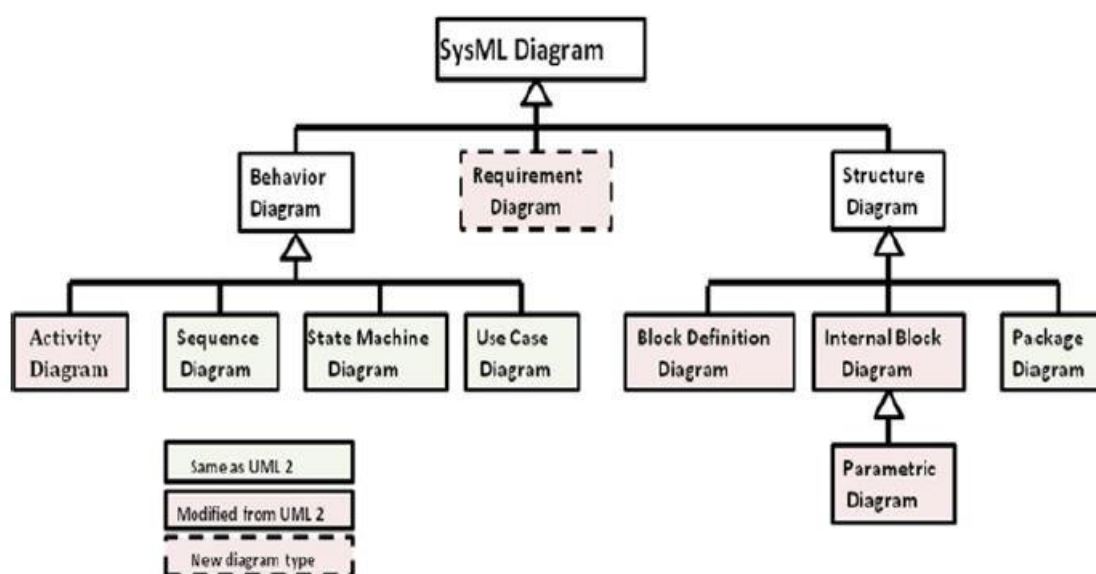 SysML Diagram
Behavior
Diagram
Requirement
Diagram
Structure
Diagram
Activity
Diagram
Sequence
Diagram
State Machine
Diagram
Use Case
Diagram
Block Definition
Diagram
Internal Block
Diagram
Package
Diagram
Parametric
Diagram
Same as UML 2
Modified from UML 2
New diagram type